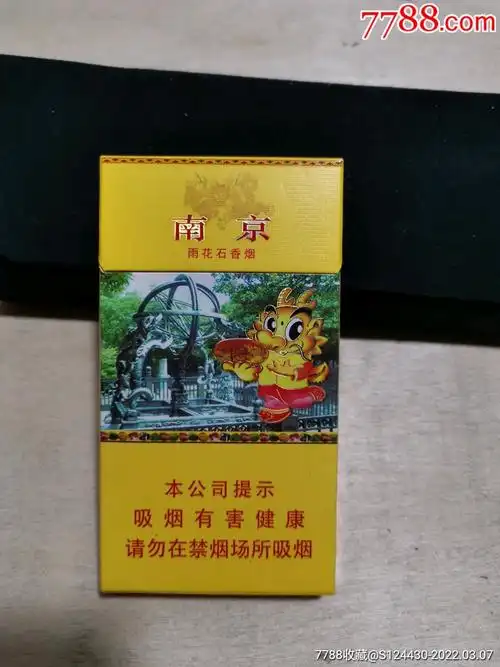 7788.com
南京
雨花石香烟
本公司提示
吸烟有害健康
请勿在禁烟场所吸烟
7788收藏@S124430-2022.03.07